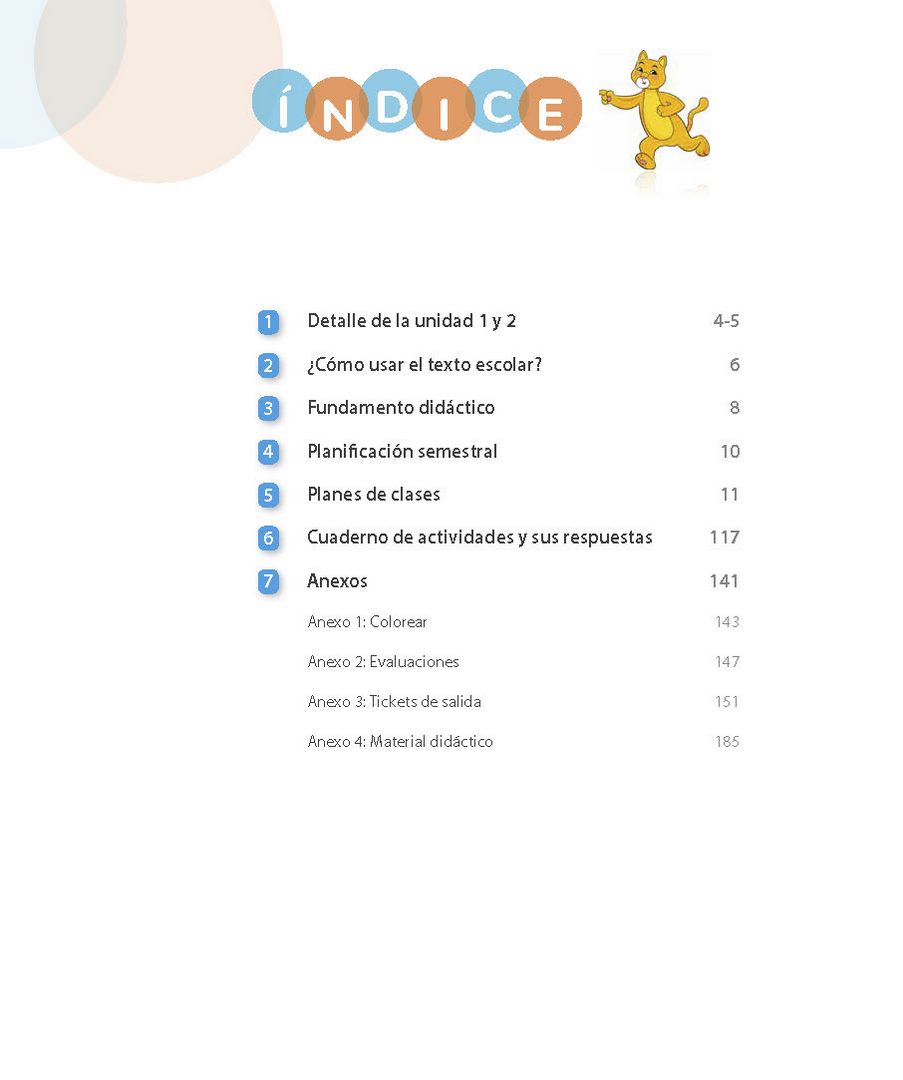 ÍNDICE
1 Detalle de la unidad 1 y 2 4-5
2 ¿Cómo usar el texto escolar? 6
3 Fundamento didáctico 8
4 Planificación semestral 10
5 Planes de clases 11
6 Cuaderno de actividades y sus respuestas 117
7 Anexos 141
Anexo 1: Colorear 143
Anexo 2: Evaluaciones 147
Anexo 3: Tickets de salida 151
Anexo 4: Material didáctico 185